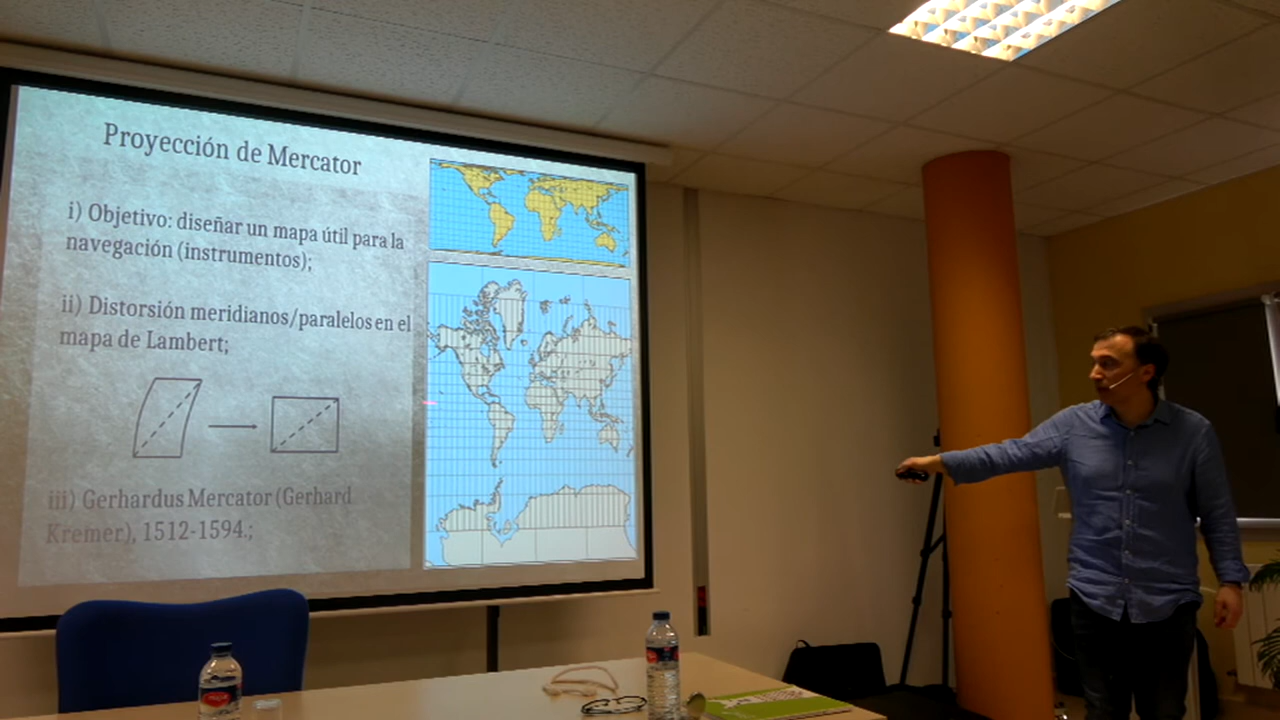 Proyección de Mercator
i) Objetivo: diseñar un mapa útil para la
navegación (instrumentos);
ii) Distorsión meridianos/paralelos en el
mapa de Lambert;
iii) Gerhardus Mercator (Gerhard
Kremer), 1512-1594.;